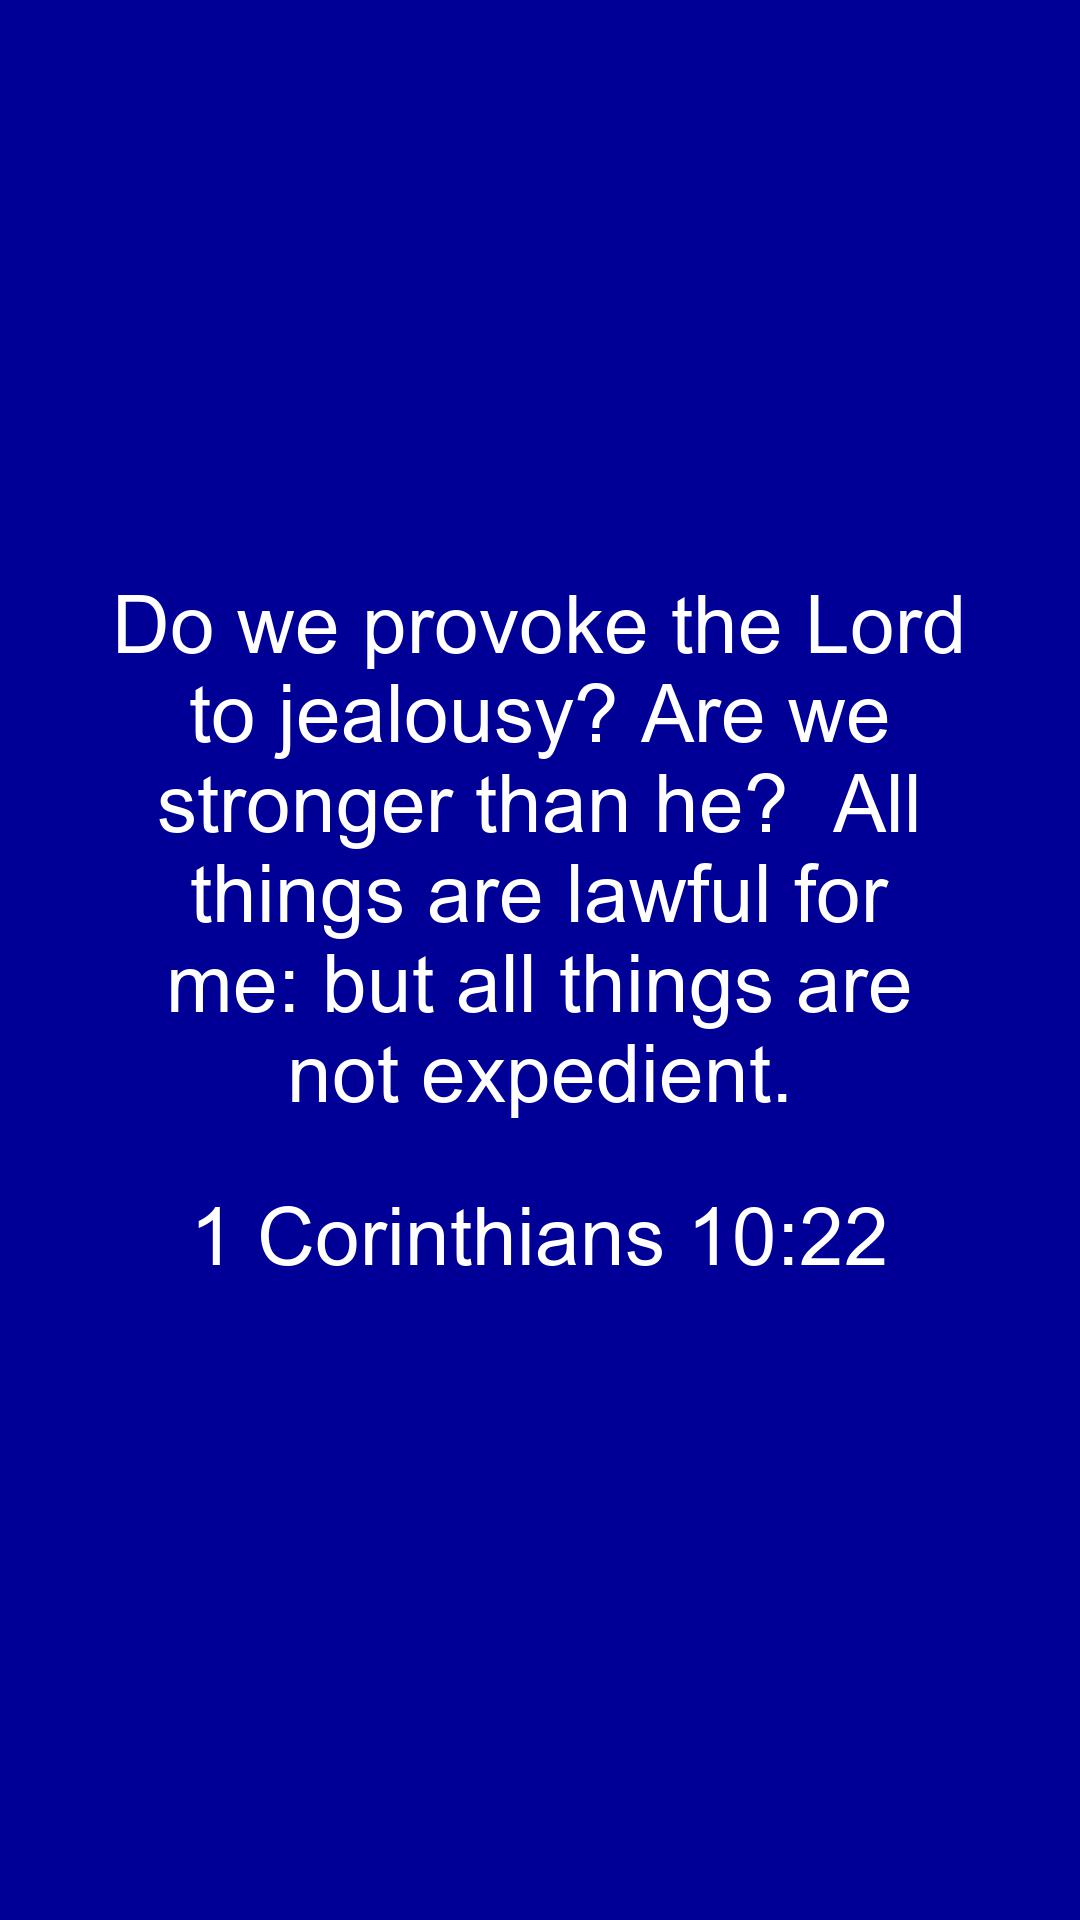 Do we provoke the Lord
to jealousy? Are we
stronger than he?  All
things are lawful for
me: but all things are
not expedient.
1 Corinthians 10:22